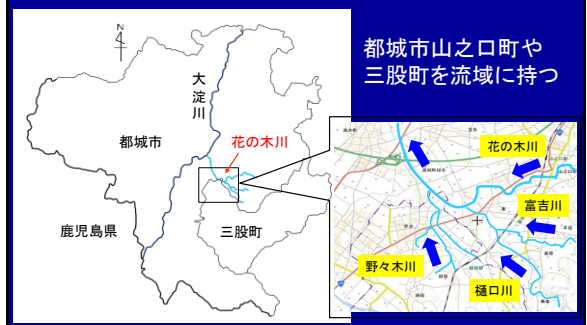 都城市山之口町や
三股町を流域に持つ
N
大淀川
都城市
花の木川
鹿児島県
三股町
花の木川
富吉川
野々木川
樋口川